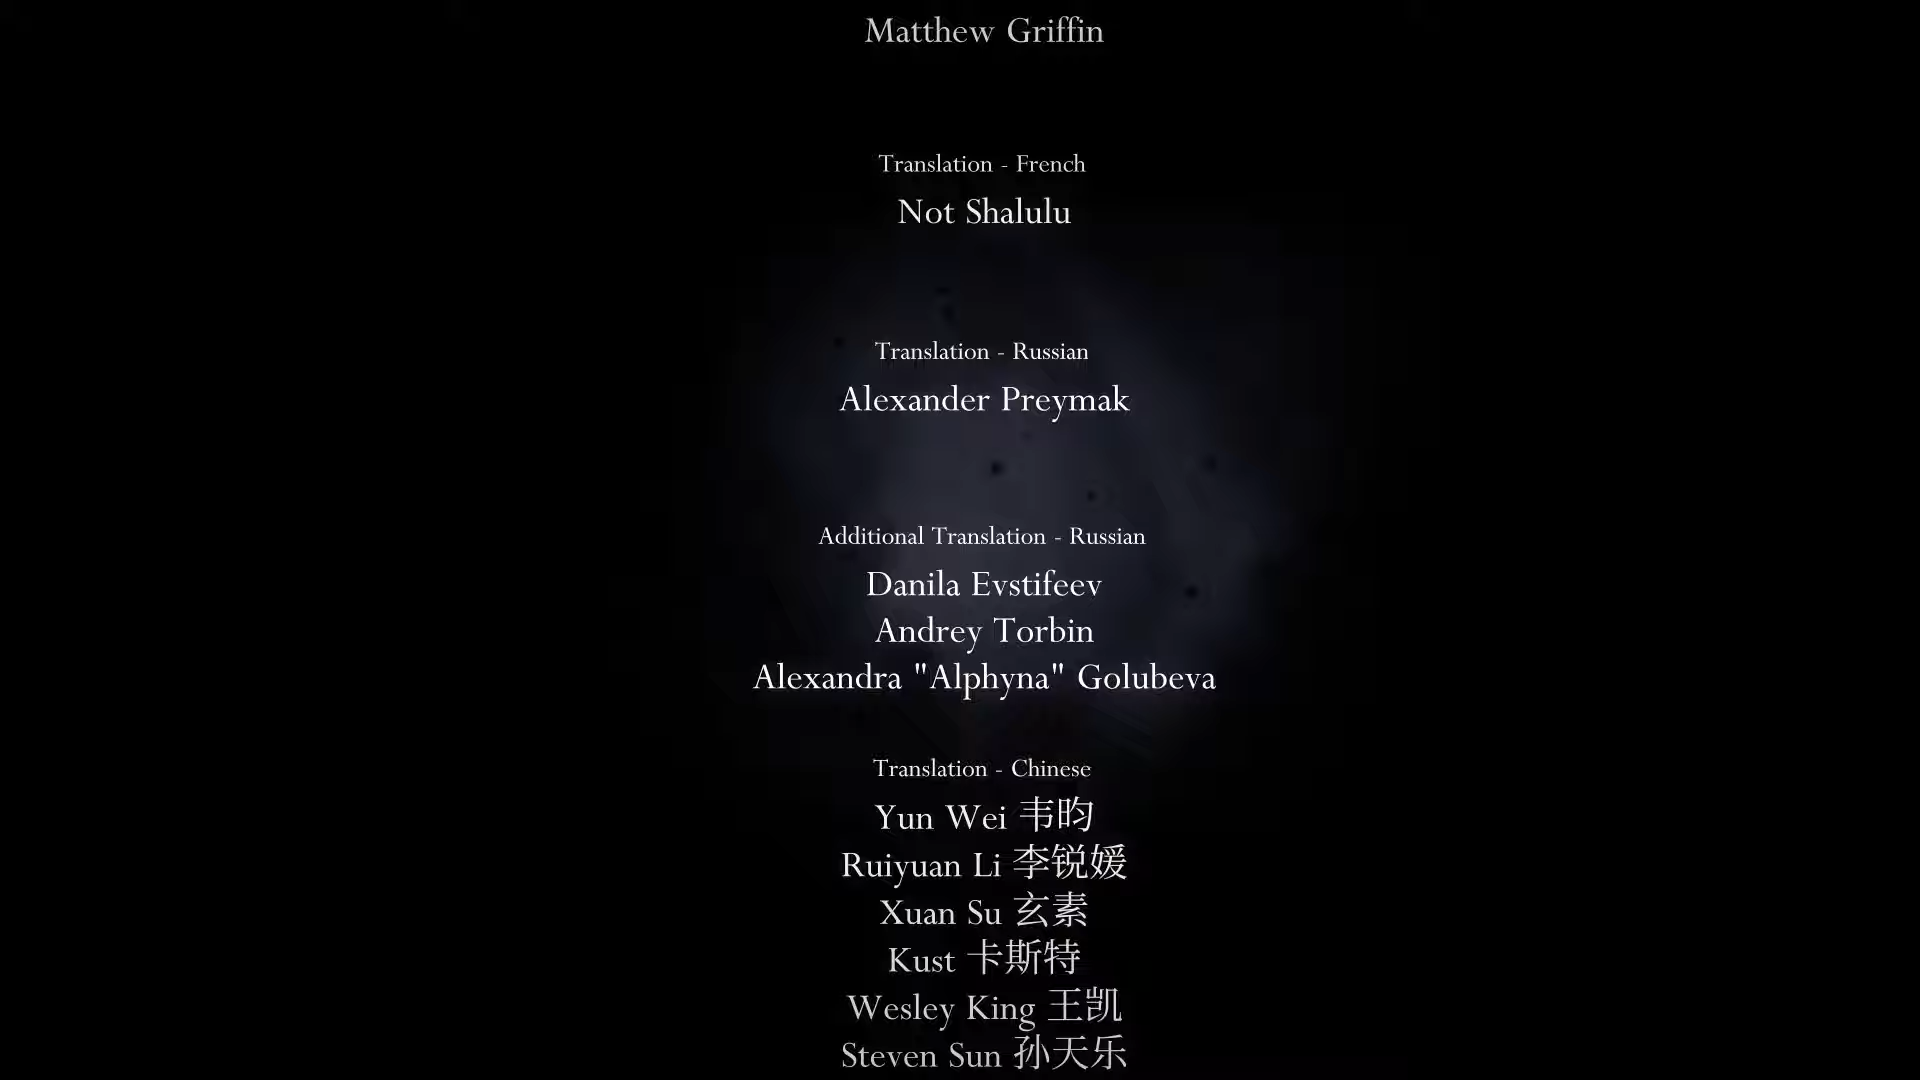 Matthew Griffin
Translation - French
Not Shalulu
Translation - Russian
Alexander Preymak
Additional Translation - Russian
Danila Evstifeev
Andrey Torbin
Alexandra "Alphyna" Golubeva
Translation - Chinese
Yun Wei 韦昀
Ruiyuan Li 李锐媛
Xuan Su 玄素
Kust 卡斯特
Wesley King 王凯
Steven Sun 孙天乐